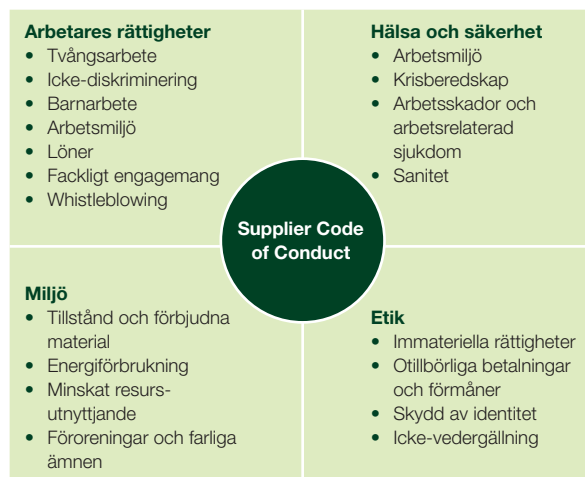 Arbetares rättigheter
• Tvångsarbete
• Icke-diskriminering
• Barnarbete
• Arbetsmiljö
• Löner
• Fackligt engagemang
• Whistleblowing
Hälsa och säkerhet
• Arbetsmiljö
• Krisberedskap
• Arbetsskador och
arbetsrelaterad
sjukdom
• Sanitet
Supplier Code
of Conduct
Miljö
• Tillstånd och förbjudna
material
• Energiförbrukning
• Minskat resurs-
utnyttjande
• Föroreningar och farliga
ämnen
Etik
• Immateriella rättigheter
• Otillbörliga betalningar
och förmåner
• Skydd av identitet
• Icke-vedergällning